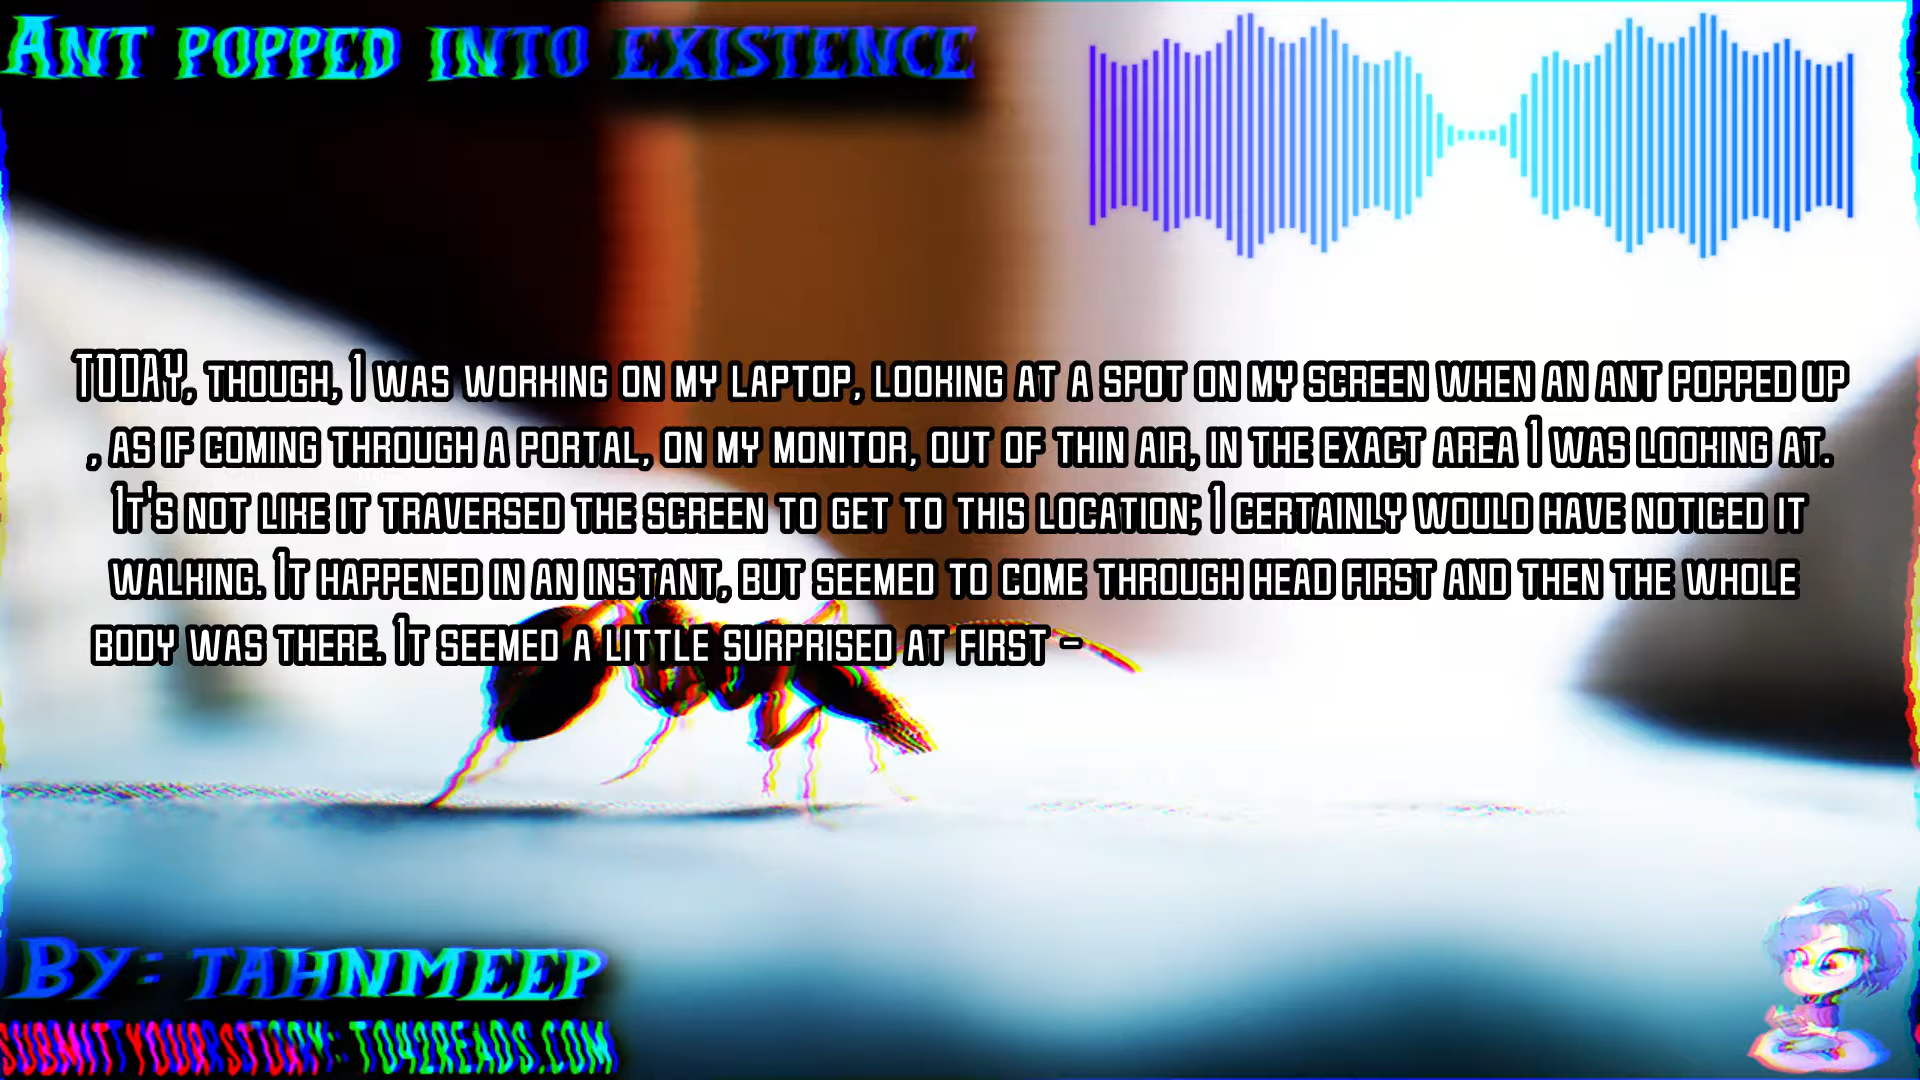 Ant popped into existence
TODAY, though, I was working on my laptop, looking at a spot on my screen when an ant popped up
, as if coming through a portal, on my monitor, out of thin air, in the exact area I was looking at.
It's not like it traversed the screen to get to this location; I certainly would have noticed it
walking. It happened in an instant, but seemed to come through head first and then the whole
body was there. It seemed a little surprised at first -
By: tahnmeep
SUBMIT YOUR STORY: TO42READS.COM